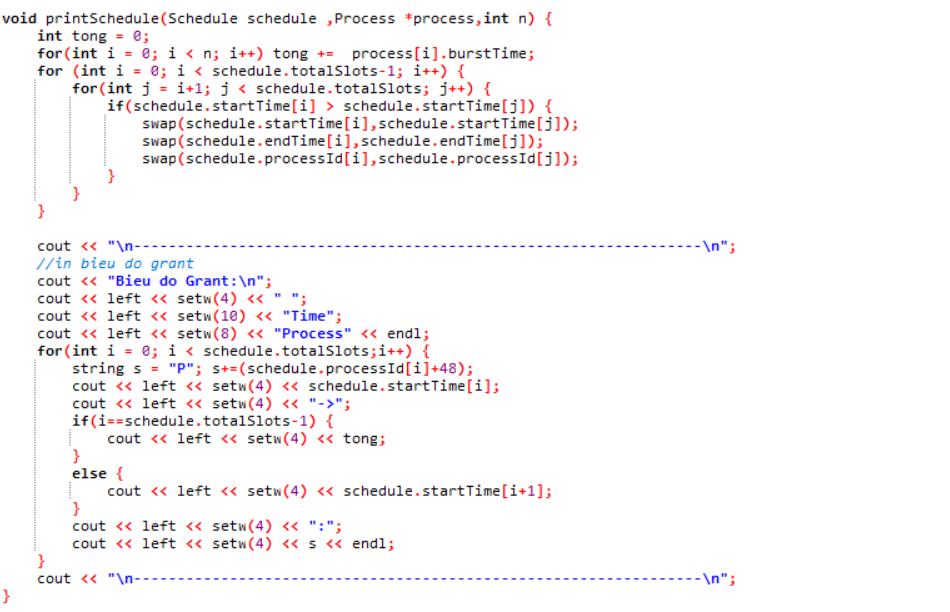 void printSchedule(Schedule schedule ,Process *process,int n) {
    int tong = 0;
    for(int i = 0; i < n; i++) tong +=  process[i].burstTime;
    for (int i = 0; i < schedule.totalSlots-1; i++) {
        for(int j = i+1; j < schedule.totalSlots; j++) {
            if(schedule.startTime[i] > schedule.startTime[j]) {
                swap(schedule.startTime[i],schedule.startTime[j]);
                swap(schedule.endTime[i],schedule.endTime[j]);
                swap(schedule.processId[i],schedule.processId[j]);
            }
        }
    }
    cout << "\n-----------------------------------------------------------------\n";
    //in bieu do grant
    cout << "Bieu do Grant:\n";
    cout << left << setw(4) << " ";
    cout << left << setw(10) << "Time";
    cout << left << setw(8) << "Process" << endl;
    for(int i = 0; i < schedule.totalSlots;i++) {
        string s = "P"; s+=(schedule.processId[i]+48);
        cout << left << setw(4) << schedule.startTime[i];
        cout << left << setw(4) << "->";
        if(i==schedule.totalSlots-1) {
            cout << left << setw(4) << tong;
        }
        else {
            cout << left << setw(4) << schedule.startTime[i+1];
        }
        cout << left << setw(4) << ":";
        cout << left << setw(4) << s << endl;
    }
    cout << "\n-----------------------------------------------------------------\n";
}